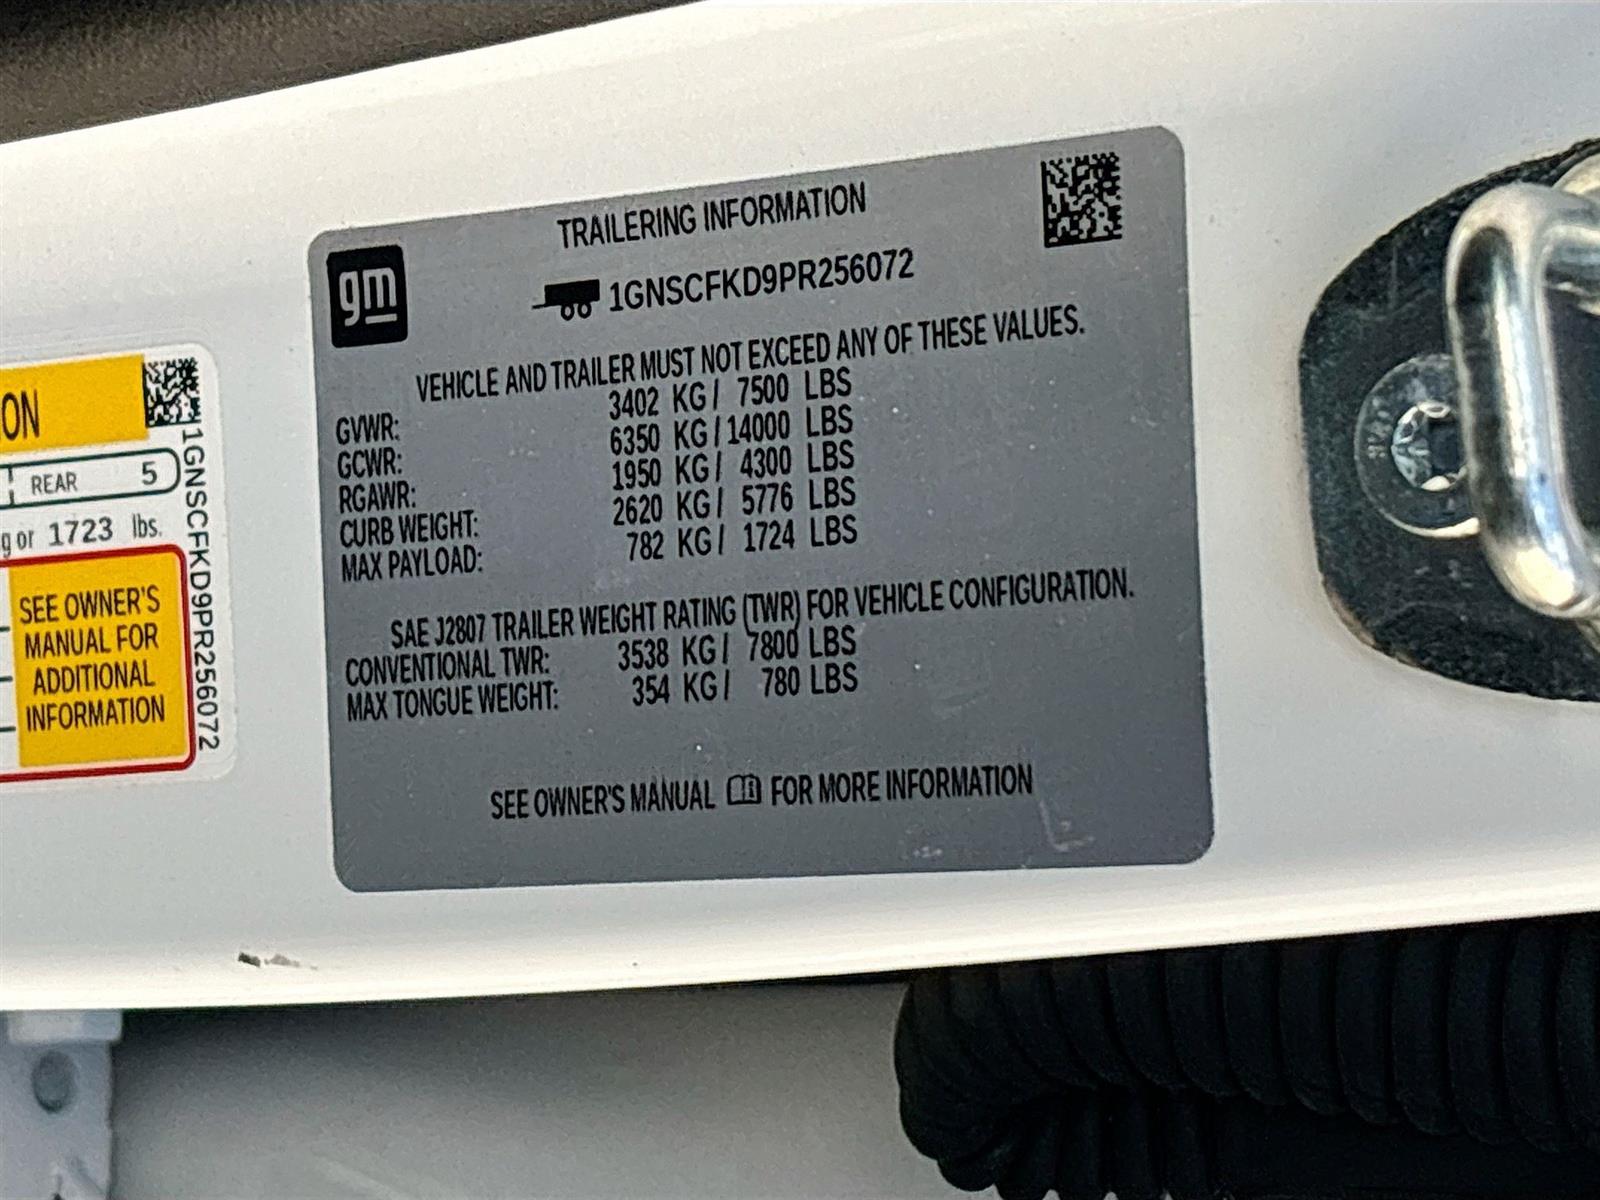 TRAILERING INFORMATION
gm
1GNSCFKD9PR256072
VEHICLE AND TRAILER MUST NOT EXCEED ANY OF THESE VALUES.
GVWR: 3402 KG / 7500 LBS
GCWR: 6350 KG / 14000 LBS
RGAWR: 1950 KG / 4300 LBS
CURB WEIGHT: 2620 KG / 5776 LBS
MAX PAYLOAD: 782 KG / 1724 LBS
SAE J2807 TRAILER WEIGHT RATING (TWR) FOR VEHICLE CONFIGURATION.
CONVENTIONAL TWR: 3538 KG / 7800 LBS
MAX TONGUE WEIGHT: 354 KG / 780 LBS
SEE OWNER'S MANUAL FOR MORE INFORMATION
ON
REAR 5
g or 1723 lbs.
SEE OWNER'S
MANUAL FOR
ADDITIONAL
INFORMATION
1GNSCFKD9PR256072